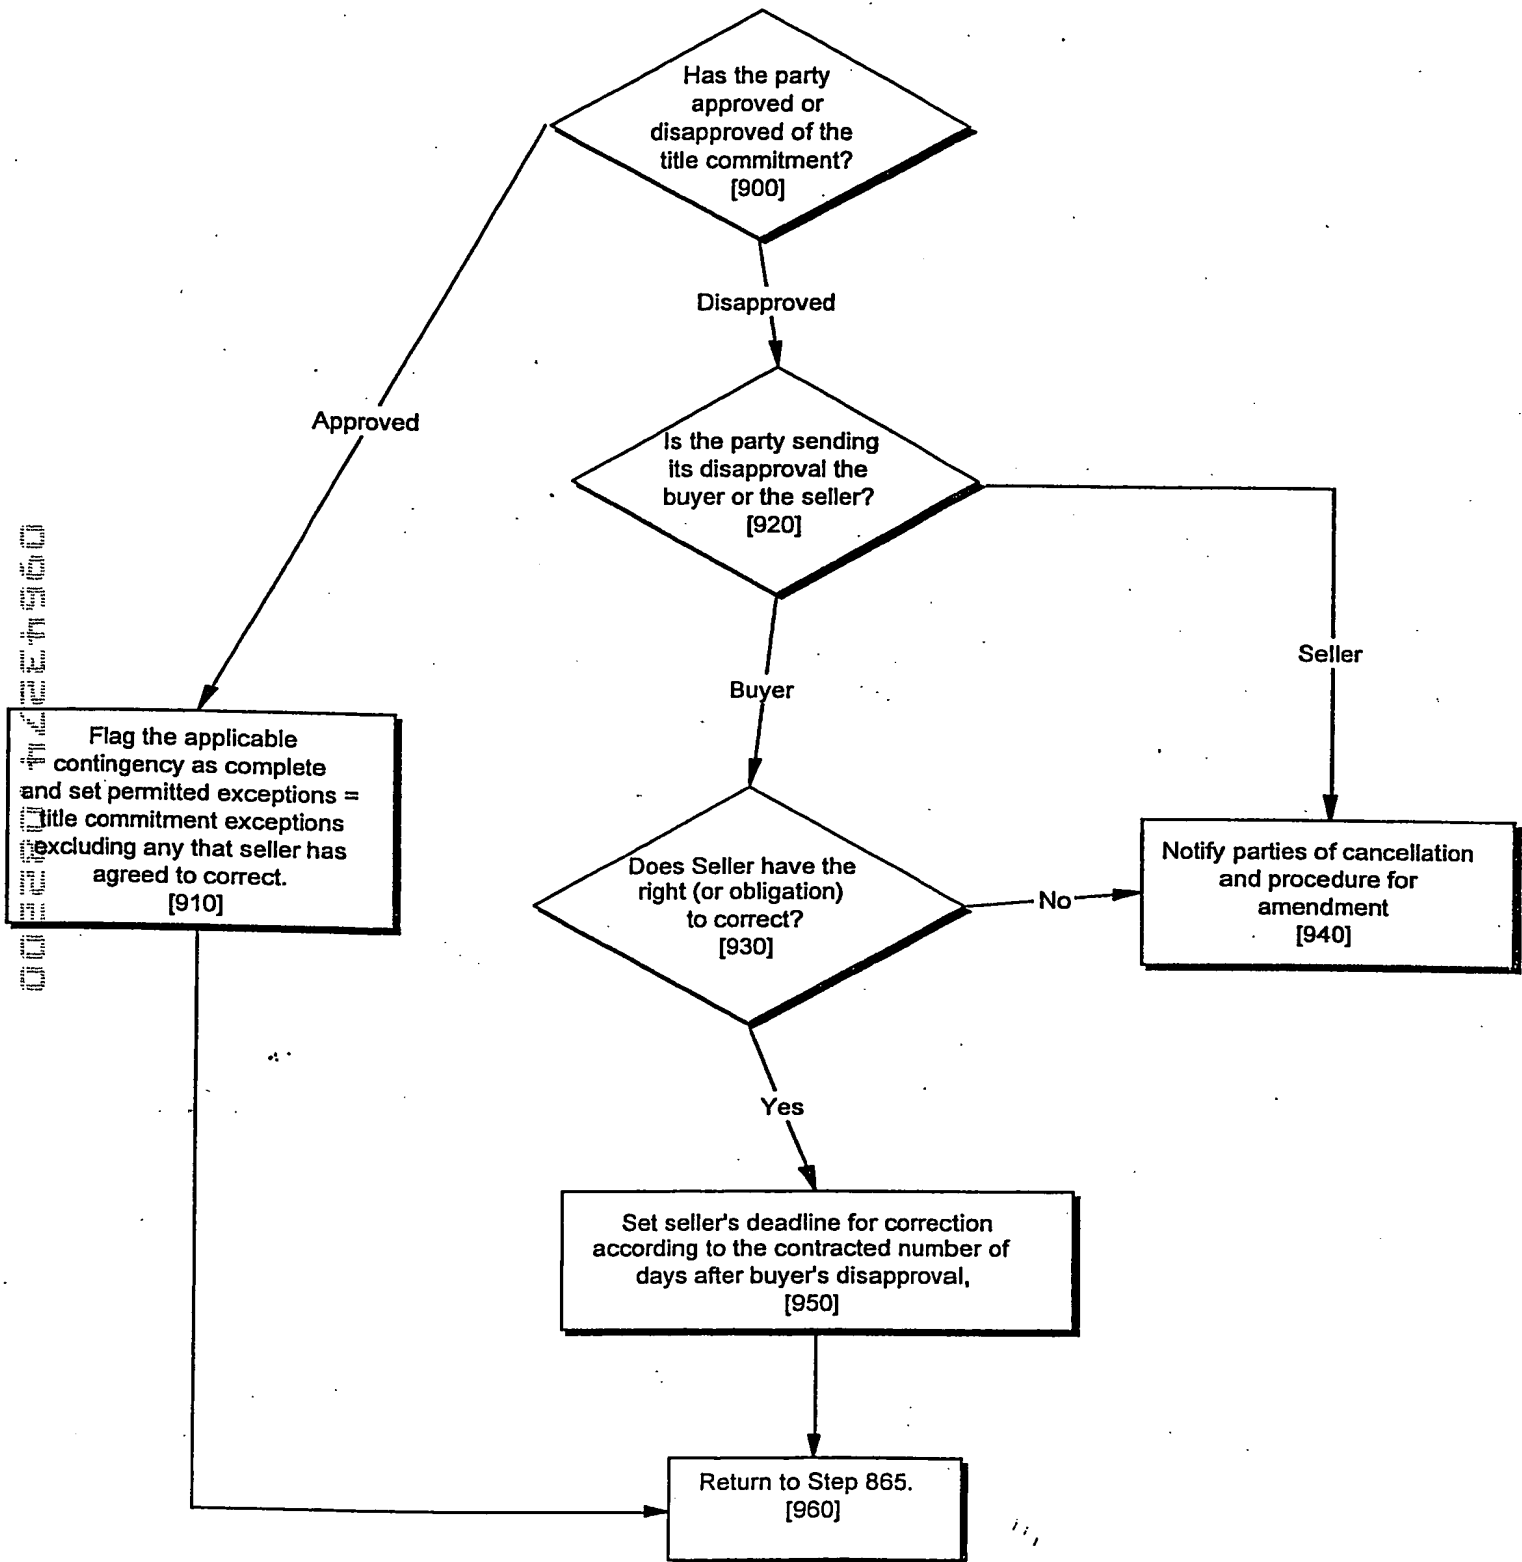 Has the party
approved or
disapproved of the
title commitment?
[900]
Disapproved
Approved
Is the party sending
its disapproval the
buyer or the seller?
[920]
Seller
Buyer
Flag the applicable
contingency as complete
and set permitted exceptions =
title commitment exceptions
excluding any that seller has
agreed to correct.
[910]
Does Seller have the
right (or obligation)
to correct?
[930]
No
Notify parties of cancellation
and procedure for
amendment
[940]
Yes
Set seller's deadline for correction
according to the contracted number of
days after buyer's disapproval,
[950]
Return to Step 865.
[960]